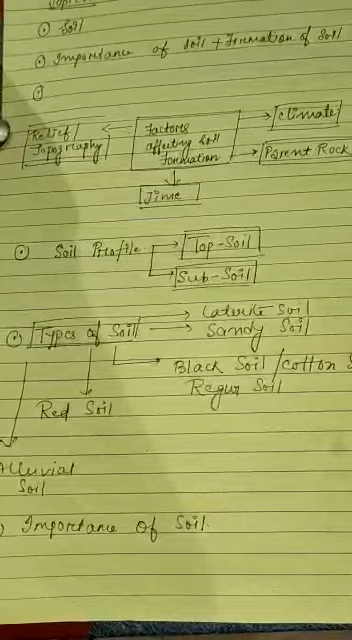 Topic
Soil
Importance of Soil + Formation of Soil
Relief/ Topography
Factors affecting Soil Formation
Climate
Parent Rock
Time
Soil Profile
Top-Soil
Sub-Soil
Types of Soil
Laterite Soil
Sandy Soil
Black Soil / cotton
Regur Soil
Red Soil
Alluvial
Soil
Importance of Soil.